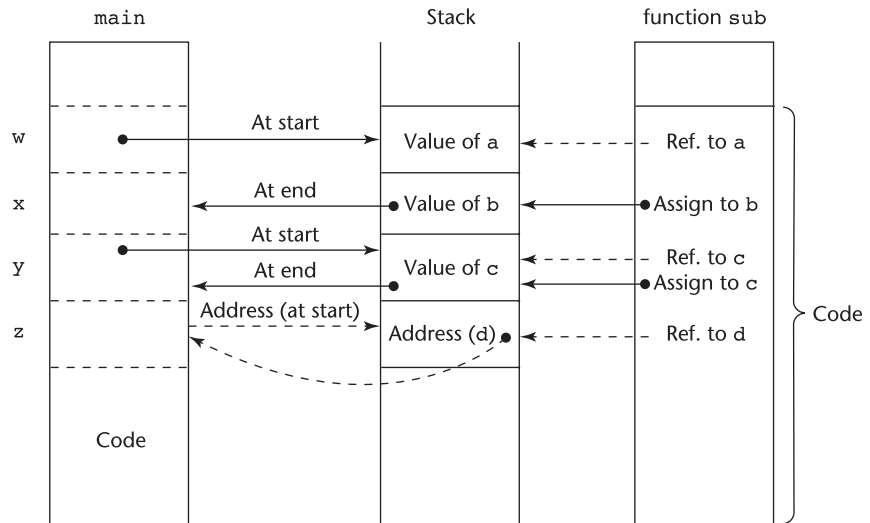 main
Stack
function sub
w
At start
Value of a
Ref. to a
x
At end
Value of b
Assign to b
y
At start
At end
Value of c
Ref. to c
Assign to c
z
Address (at start)
Address (d)
Ref. to d
Code
Code